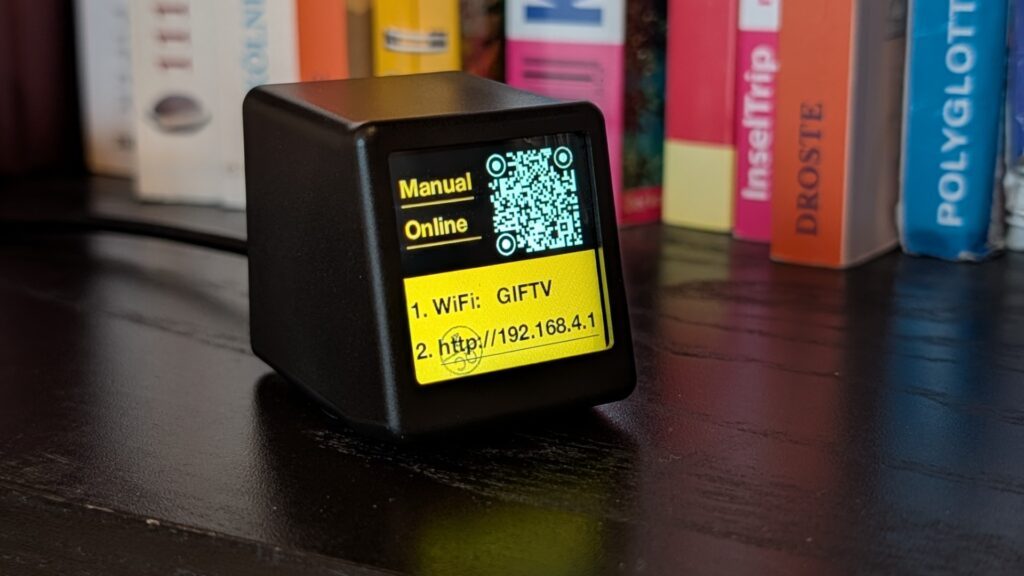 Manual
Online
1. WiFi: GIFTV
2. http://192.168.4.1
InselTrip
DROSTE
POLYGLOTT